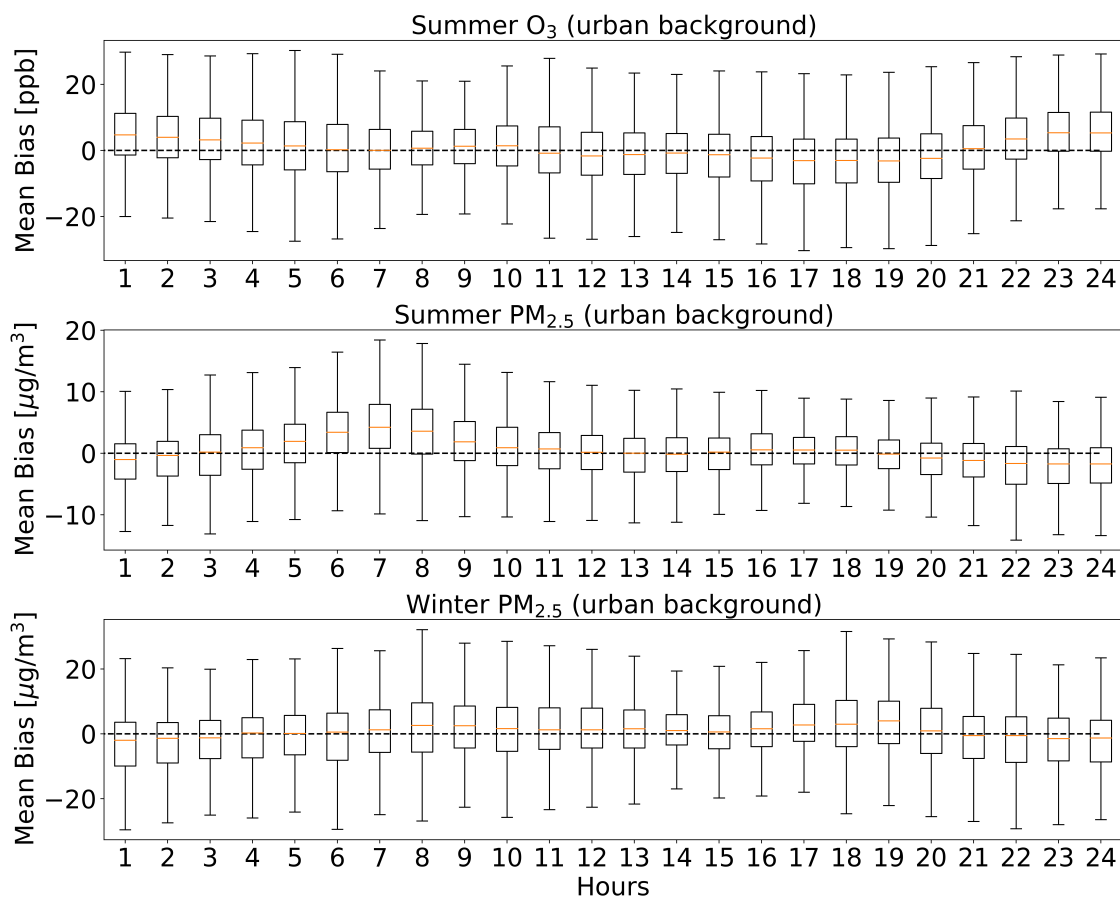 Summer O₃ (urban background)
Mean Bias [ppb]
20
0
−20
1 2 3 4 5 6 7 8 9 10 11 12 13 14 15 16 17 18 19 20 21 22 23 24
Summer PM₂.₅ (urban background)
Mean Bias [μg/m³]
20
10
0
−10
1 2 3 4 5 6 7 8 9 10 11 12 13 14 15 16 17 18 19 20 21 22 23 24
Winter PM₂.₅ (urban background)
Mean Bias [μg/m³]
20
0
−20
1 2 3 4 5 6 7 8 9 10 11 12 13 14 15 16 17 18 19 20 21 22 23 24
Hours